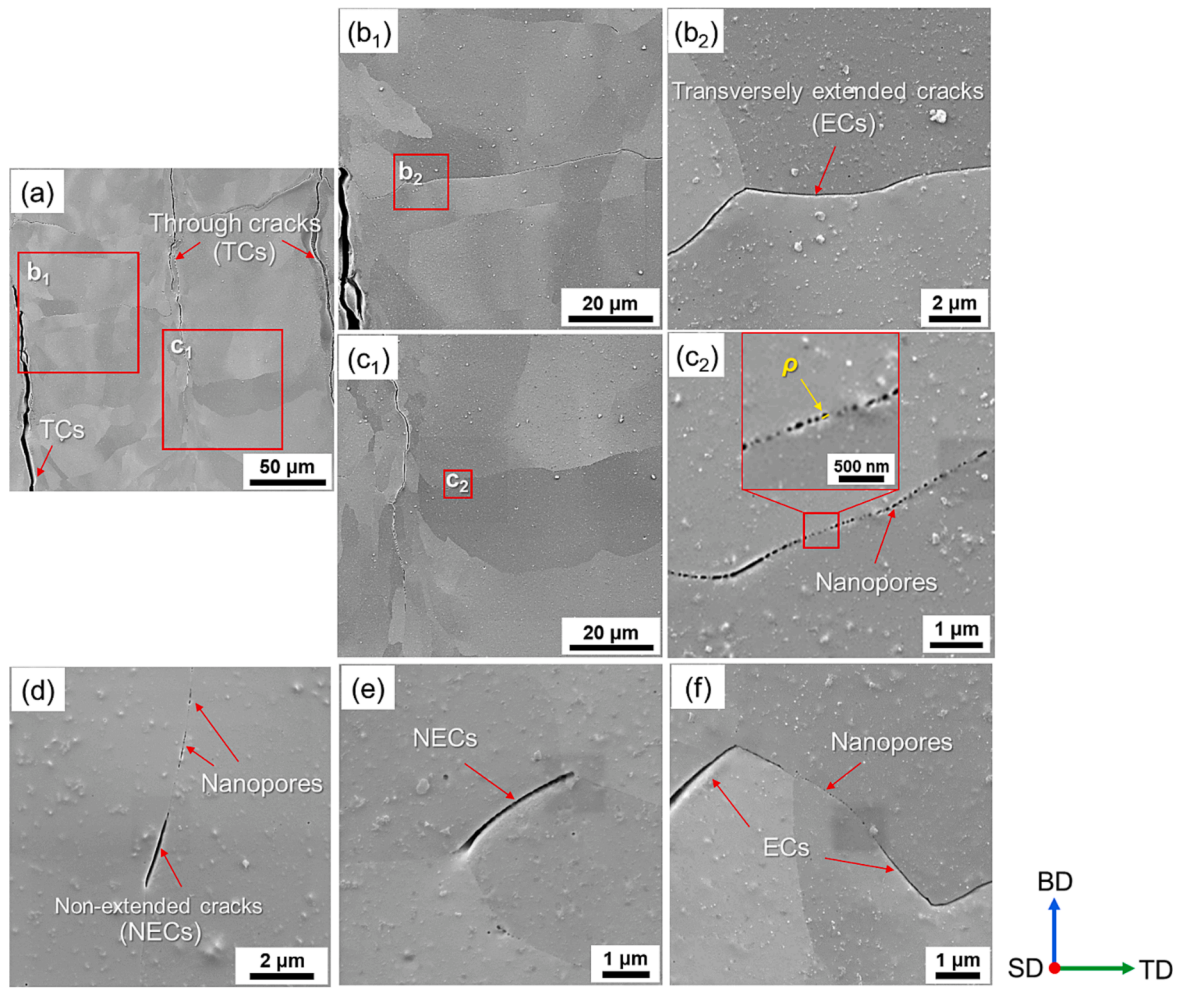 (a)
Through cracks
(TCs)
b1
c1
TCs
50 μm
(b1)
b2
20 μm
(b2)
Transversely extended cracks
(ECs)
2 μm
(c1)
c2
20 μm
(c2)
ρ
500 nm
Nanopores
1 μm
(d)
Nanopores
Non-extended cracks
(NECs)
2 μm
(e)
NECs
1 μm
(f)
Nanopores
ECs
1 μm
BD
SD
TD